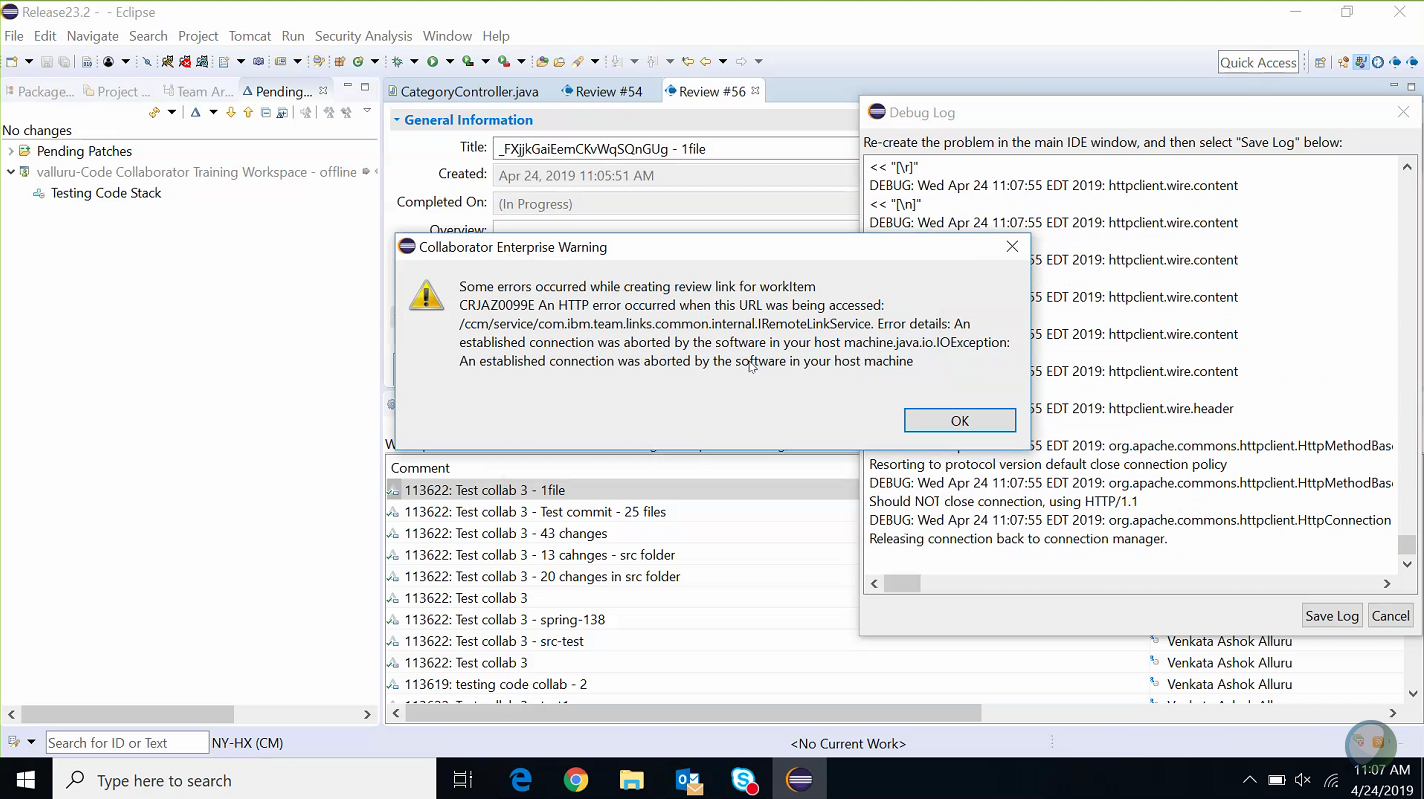 Release23.2 - - Eclipse
File Edit Navigate Search Project Tomcat Run Security Analysis Window Help
Quick Access
Package... Project ... Team Ar... Pending...
CategoryController.java Review #54 Review #56
No changes
Pending Patches
valluru-Code Collaborator Training Workspace - offline
Testing Code Stack
General Information
Title: _FXjjkGaiEemCKvWqSQnGUg - 1file
Created: Apr 24, 2019 11:05:51 AM
Completed On: (In Progress)
Overview:
Debug Log
Re-create the problem in the main IDE window, and then select "Save Log" below:
<< "[\r]"
DEBUG: Wed Apr 24 11:07:55 EDT 2019: httpclient.wire.content
<< "[\n]"
DEBUG: Wed Apr 24 11:07:55 EDT 2019: httpclient.wire.content
55 EDT 2019: httpclient.wire.content
55 EDT 2019: httpclient.wire.content
55 EDT 2019: httpclient.wire.content
55 EDT 2019: httpclient.wire.content
55 EDT 2019: httpclient.wire.header
DEBUG: Wed Apr 24 11:07:55 EDT 2019: org.apache.commons.httpclient.HttpMethodBase
Resorting to protocol version default close connection policy
DEBUG: Wed Apr 24 11:07:55 EDT 2019: org.apache.commons.httpclient.HttpMethodBase
Should NOT close connection, using HTTP/1.1
DEBUG: Wed Apr 24 11:07:55 EDT 2019: org.apache.commons.httpclient.HttpConnection
Releasing connection back to connection manager.
Save Log Cancel
Collaborator Enterprise Warning
Some errors occurred while creating review link for workItem
CRJAZ0099E An HTTP error occurred when this URL was being accessed:
/ccm/service/com.ibm.team.links.common.internal.IRemoteLinkService. Error details: An
established connection was aborted by the software in your host machine.java.io.IOException:
An established connection was aborted by the software in your host machine
OK
Comment
113622: Test collab 3 - 1file
113622: Test collab 3 - Test commit - 25 files
113622: Test collab 3 - 43 changes
113622: Test collab 3 - 13 cahnges - src folder
113622: Test collab 3 - 20 changes in src folder
113622: Test collab 3
113622: Test collab 3 - spring-138
113622: Test collab 3 - src-test Venkata Ashok Alluru
113622: Test collab 3 Venkata Ashok Alluru
113619: testing code collab - 2 Venkata Ashok Alluru
Search for ID or Text NY-HX (CM) <No Current Work>
Type here to search
11:07 AM
4/24/2019